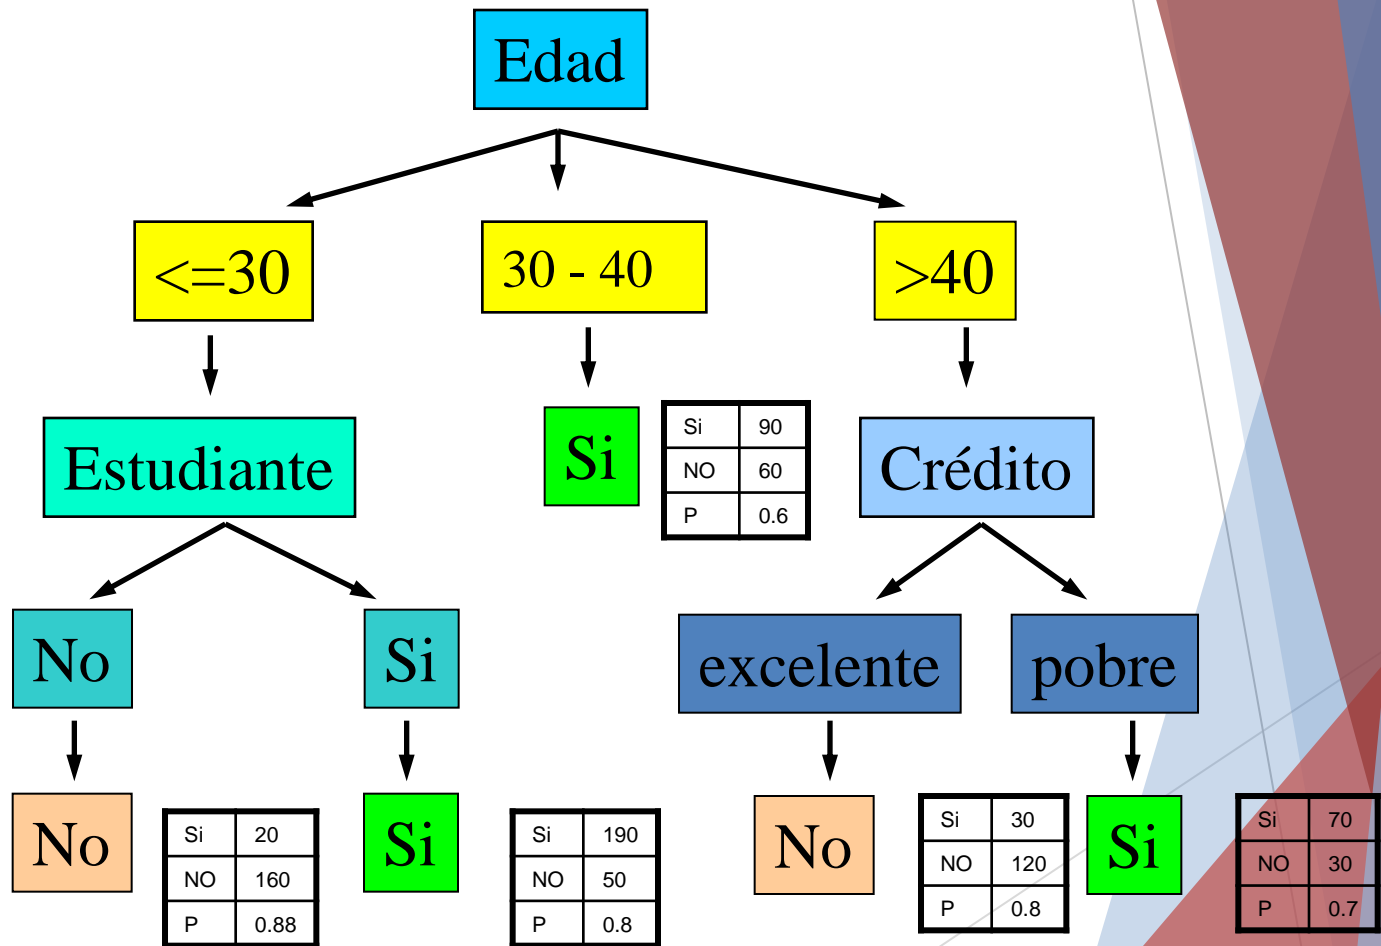 Edad
<=30
30 - 40
>40
Estudiante
Si
Si 90
NO 60
P 0.6
Crédito
No
Si
excelente
pobre
No
Si 20
NO 160
P 0.88
Si
Si 190
NO 50
P 0.8
No
Si 30
NO 120
P 0.8
Si
Si 70
NO 30
P 0.7